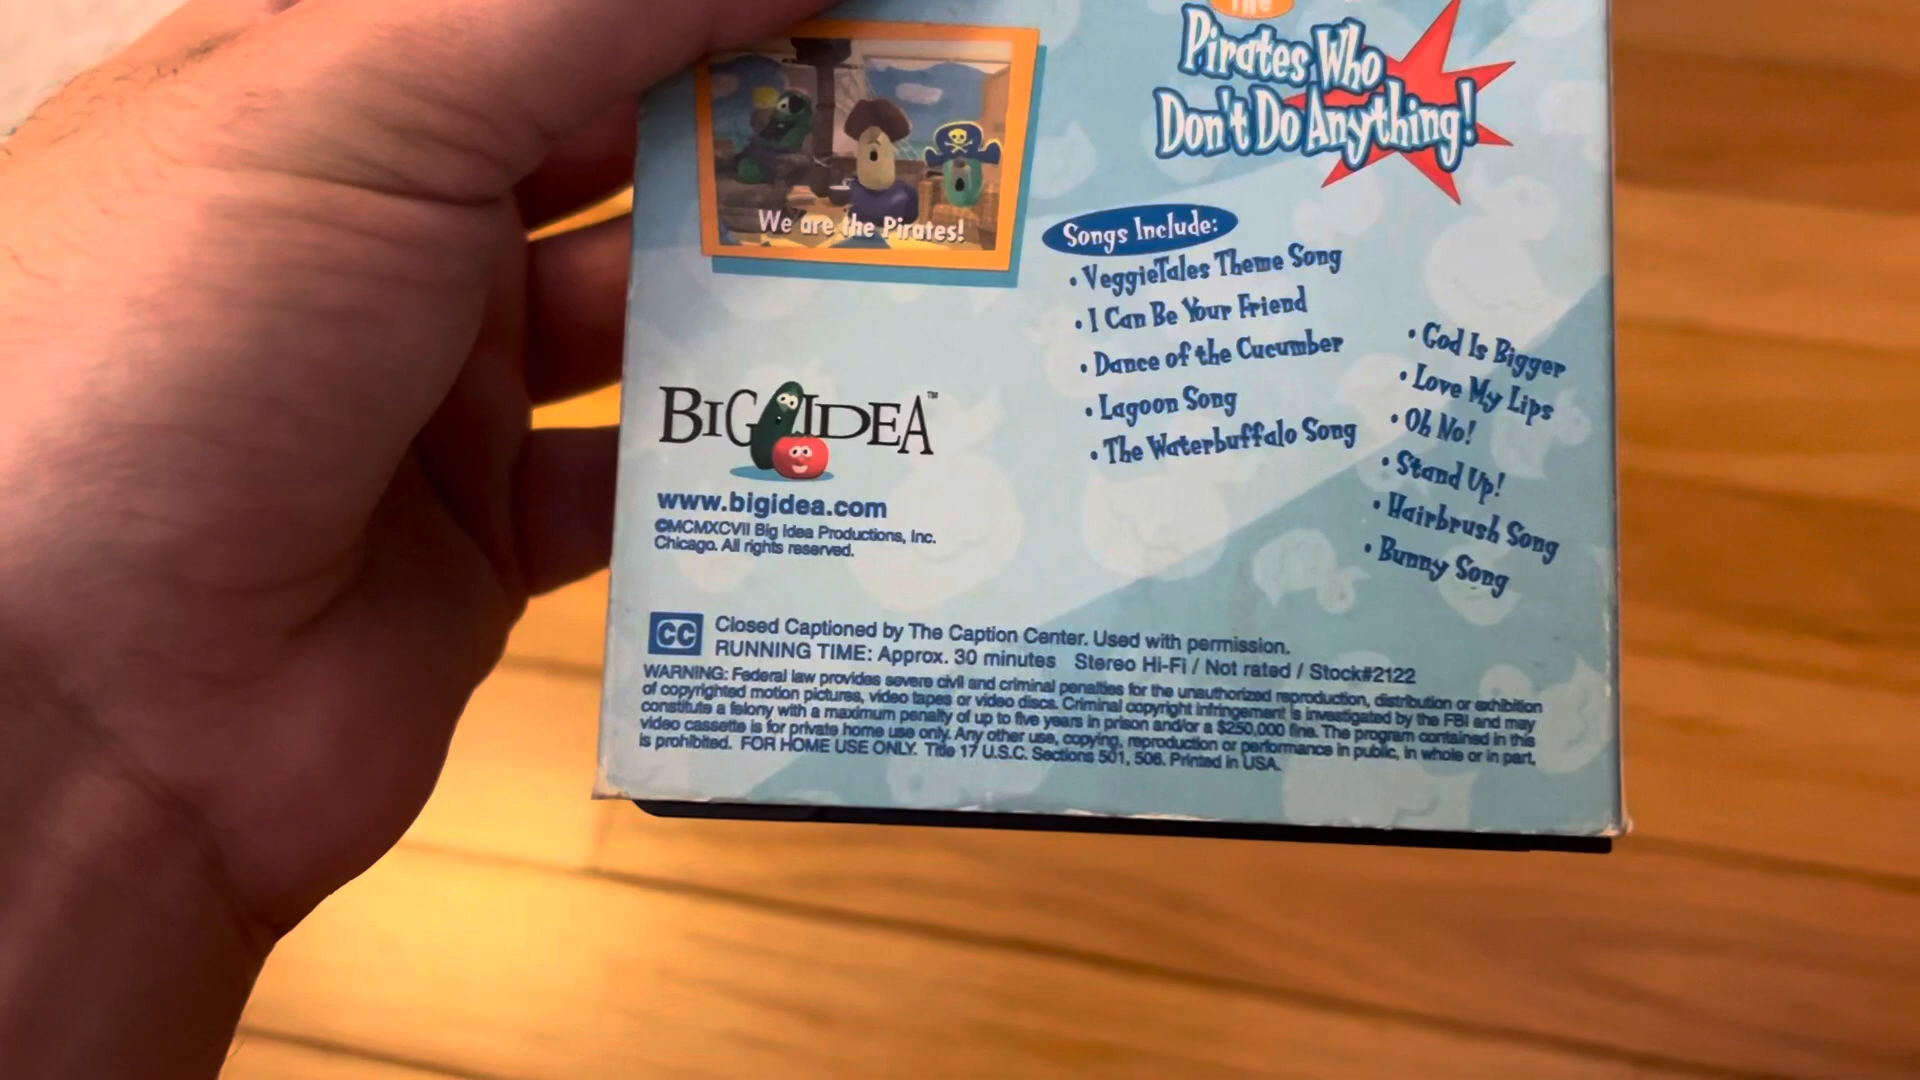 The
Pirates Who
Don't Do Anything!
We are the Pirates!
Songs Include:
• VeggieTales Theme Song
• I Can Be Your Friend
• Dance of the Cucumber
• Lagoon Song
• The Waterbuffalo Song
• God Is Bigger
• Love My Lips
• Oh No!
• Stand Up!
• Hairbrush Song
• Bunny Song
BIG IDEA™
www.bigidea.com
©MCMXCVII Big Idea Productions, Inc.
Chicago. All rights reserved.
CC Closed Captioned by The Caption Center. Used with permission.
RUNNING TIME: Approx. 30 minutes Stereo Hi-Fi / Not rated / Stock#2122
WARNING: Federal law provides severe civil and criminal penalties for the unauthorized reproduction, distribution or exhibition
of copyrighted motion pictures, video tapes or video discs. Criminal copyright infringement is investigated by the FBI and may
constitute a felony with a maximum penalty of up to five years in prison and/or a $250,000 fine. The program contained in this
video cassette is for private home use only. Any other use, copying, reproduction or performance in public, in whole or in part,
is prohibited. FOR HOME USE ONLY. Title 17 U.S.C. Sections 501, 506. Printed in USA.